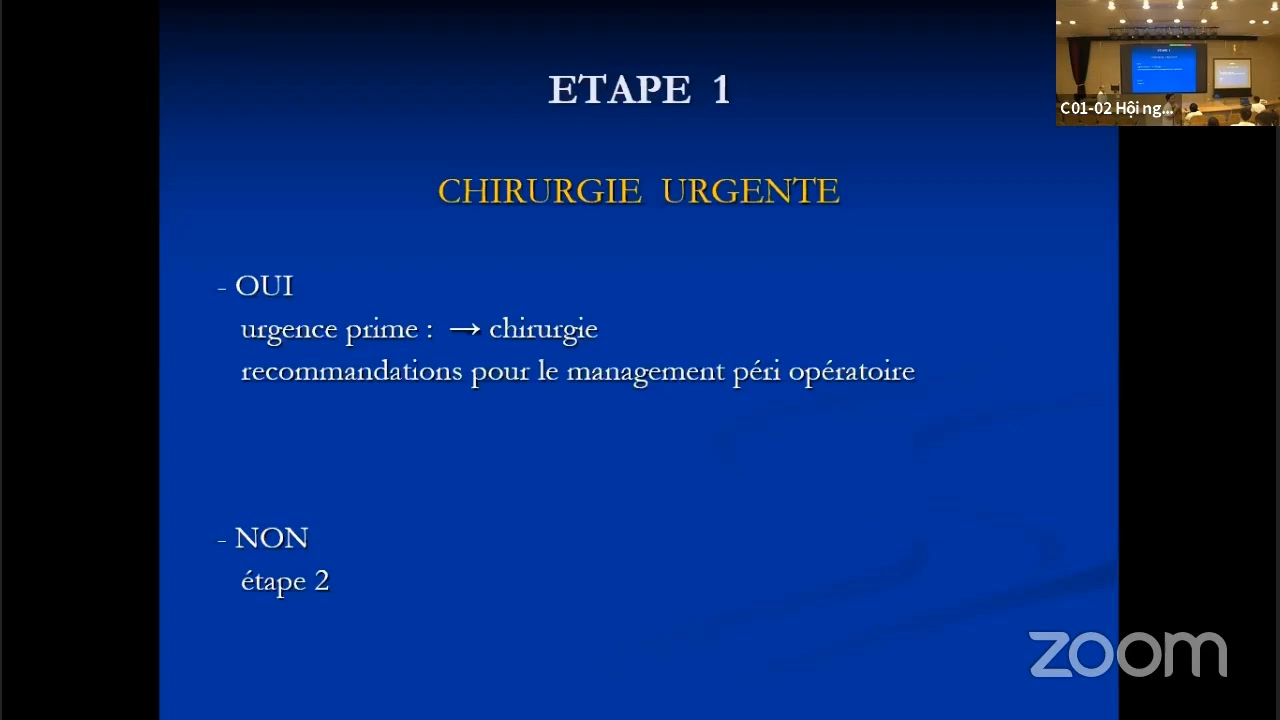 ETAPE 1
C01-02 Hội ng...
CHIRURGIE URGENTE
- OUI
urgence prime : → chirurgie
recommandations pour le management péri opératoire
- NON
étape 2
zoom